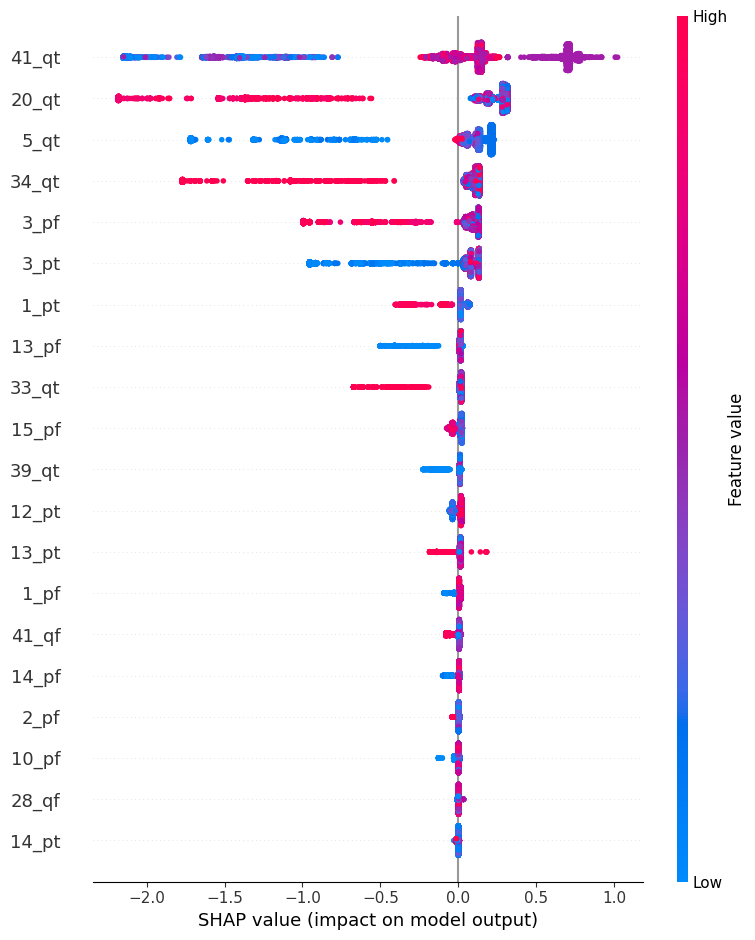 High
41_qt
20_qt
5_qt
34_qt
3_pf
3_pt
1_pt
13_pf
33_qt
15_pf
39_qt
12_pt
13_pt
1_pf
41_qf
14_pf
2_pf
10_pf
28_qf
14_pt
Feature value
Low
−2.0 −1.5 −1.0 −0.5 0.0 0.5 1.0
SHAP value (impact on model output)